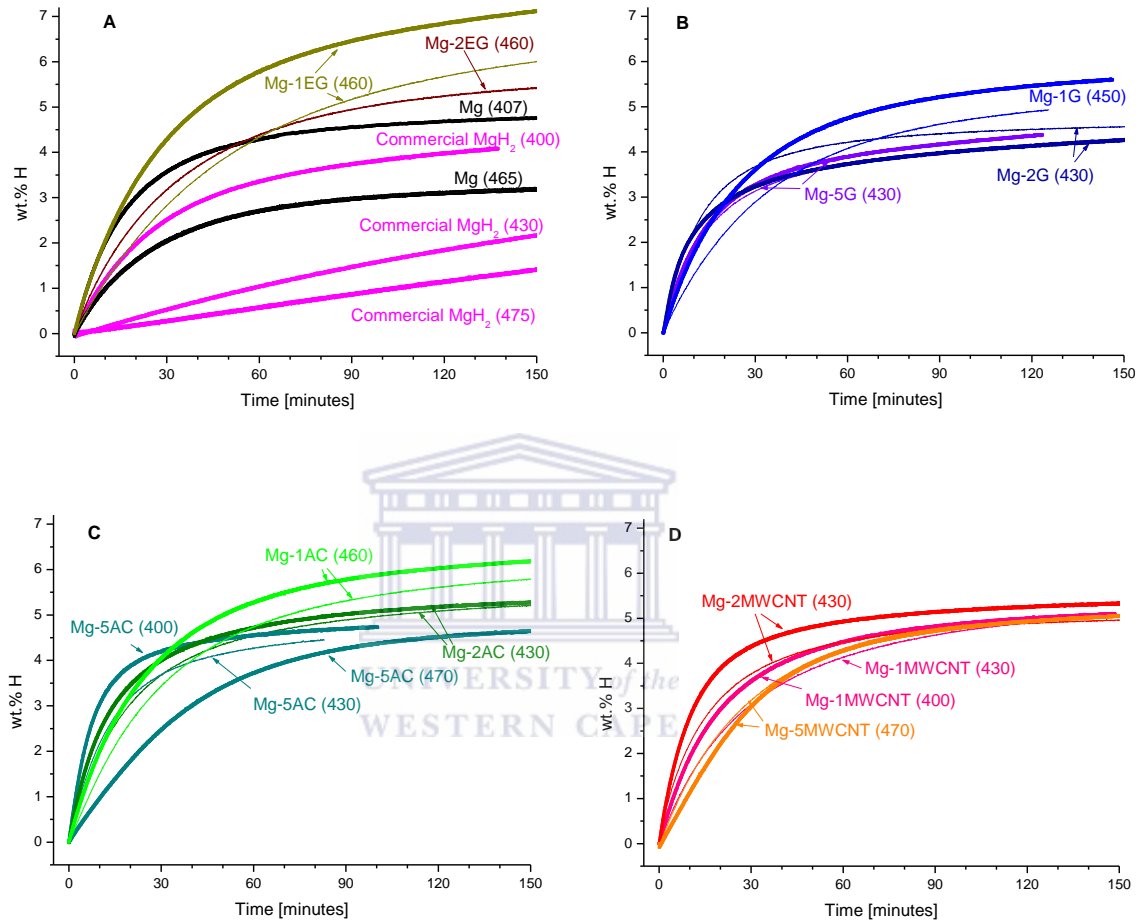 A
7
6
5
4
3
2
1
0
wt.% H
Mg-2EG (460)
Mg-1EG (460)
Mg (407)
Commercial MgH2 (400)
Mg (465)
Commercial MgH2 (430)
Commercial MgH2 (475)
0 30 60 90 120 150
Time [minutes]
B
7
6
5
4
3
2
1
0
wt.% H
Mg-1G (450)
Mg-2G (430)
Mg-5G (430)
0 30 60 90 120 150
Time [minutes]
C
7
6
5
4
3
2
1
0
wt.% H
Mg-1AC (460)
Mg-5AC (400)
Mg-2AC (430)
Mg-5AC (470)
Mg-5AC (430)
0 30 60 90 120 150
Time [minutes]
UNIVERSITY of the
WESTERN CAPE
D
7
6
5
4
3
2
1
0
wt.% H
Mg-2MWCNT (430)
Mg-1MWCNT (430)
Mg-1MWCNT (400)
Mg-5MWCNT (470)
0 30 60 90 120 150
Time [minutes]